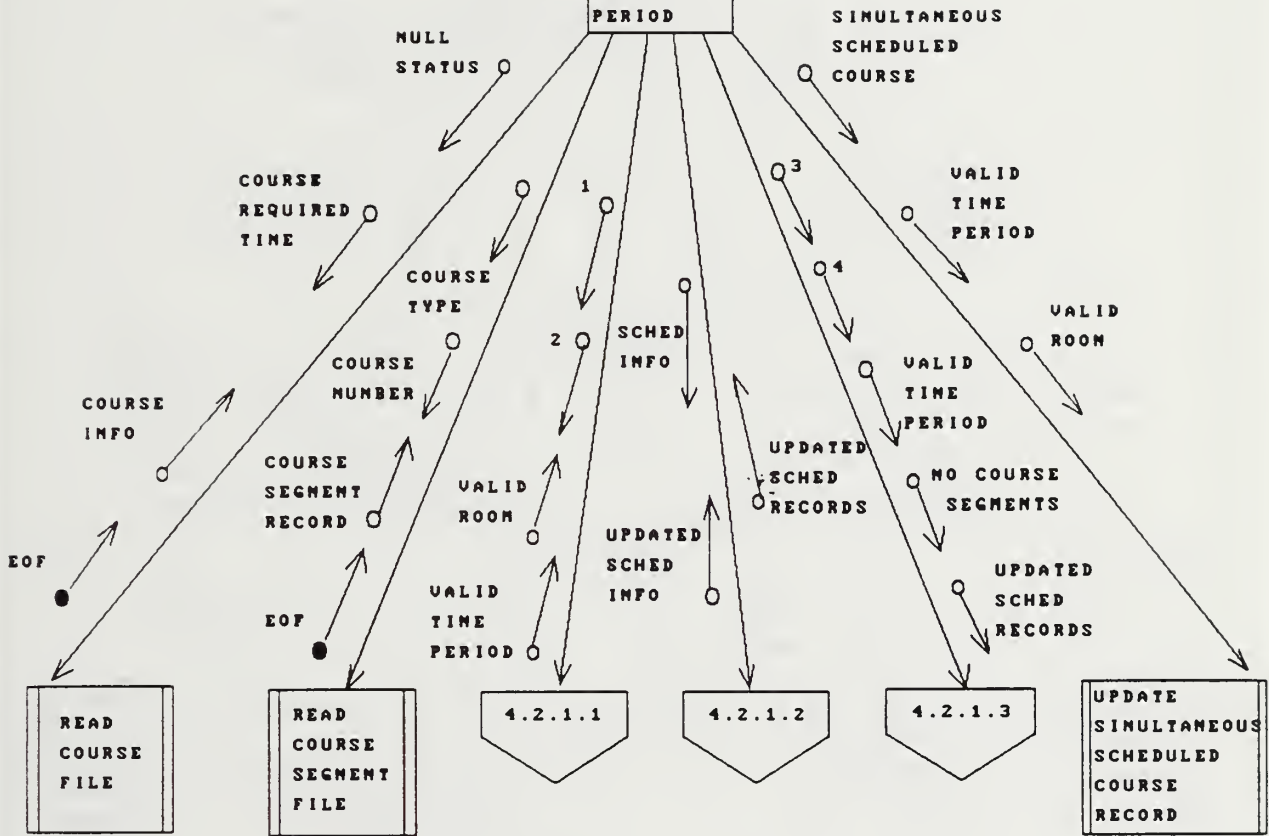 PERIOD
NULL
STATUS
SIMULTANEOUS
SCHEDULED
COURSE
COURSE
REQUIRED
TIME
1
3
VALID
TIME
PERIOD
COURSE
TYPE
4
2
SCHED
INFO
VALID
ROOM
COURSE
NUMBER
VALID
TIME
PERIOD
COURSE
INFO
COURSE
SEGMENT
RECORD
VALID
ROOM
UPDATED
SCHED
RECORDS
NO COURSE
SEGMENTS
UPDATED
SCHED
INFO
EOF
EOF
VALID
TIME
PERIOD
UPDATED
SCHED
RECORDS
READ
COURSE
FILE
READ
COURSE
SEGMENT
FILE
4.2.1.1
4.2.1.2
4.2.1.3
UPDATE
SIMULTANEOUS
SCHEDULED
COURSE
RECORD